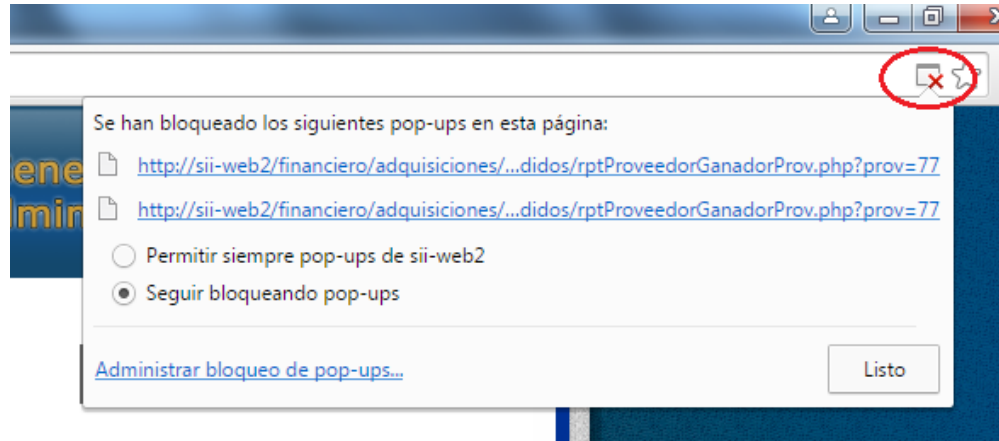 Se han bloqueado los siguientes pop-ups en esta página:
http://sii-web2/financiero/adquisiciones/...didos/rptProveedorGanadorProv.php?prov=77
http://sii-web2/financiero/adquisiciones/...didos/rptProveedorGanadorProv.php?prov=77
Permitir siempre pop-ups de sii-web2
Seguir bloqueando pop-ups
Administrar bloqueo de pop-ups...
Listo
ene
dmin